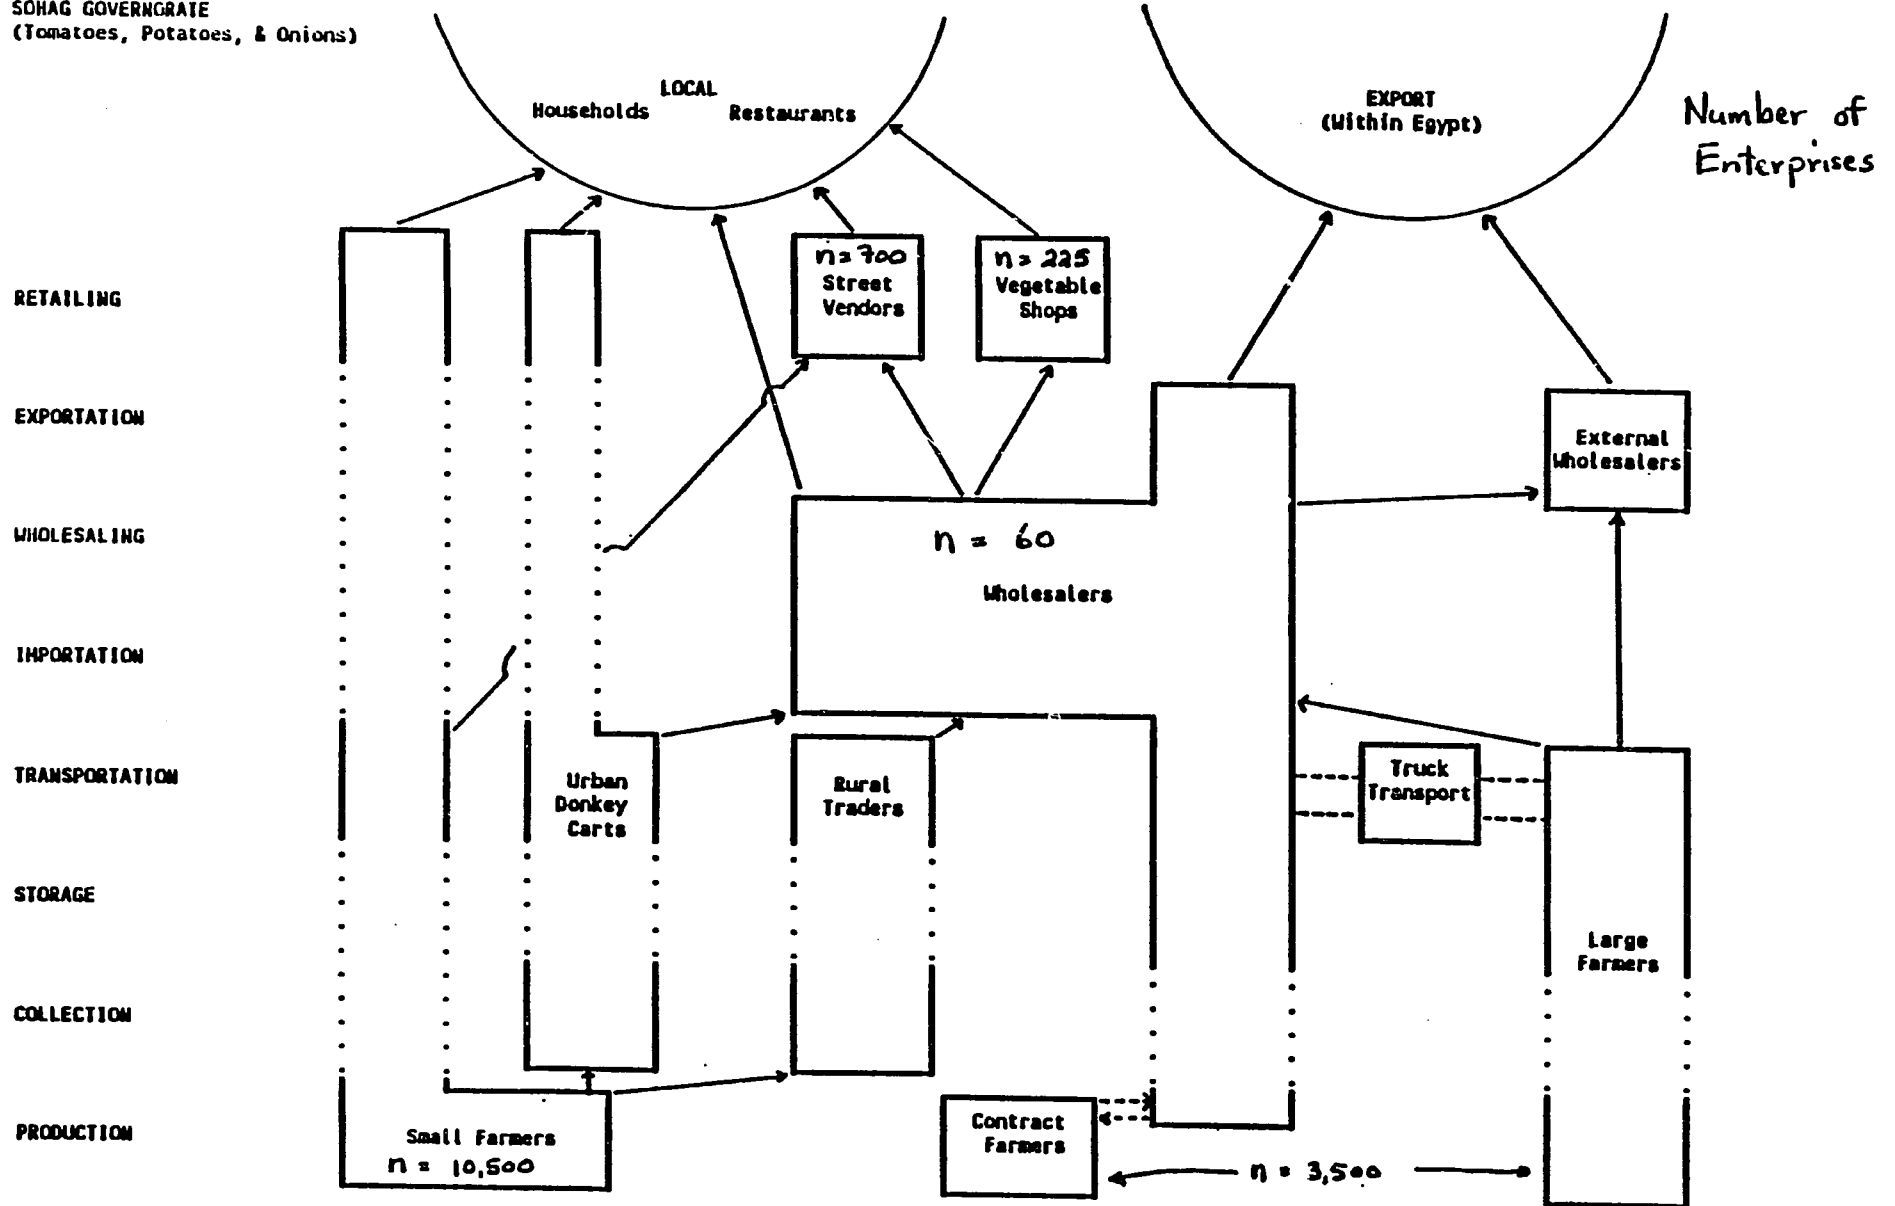 SOHAG GOVERNGRATE
(Tomatoes, Potatoes, & Onions)
LOCAL
Households Restaurants
EXPORT
(Within Egypt)
Number of
Enterprises
RETAILING
n=700
Street
Vendors
n=225
Vegetable
Shops
EXPORTATION
External
Wholesalers
WHOLESALING
n = 60
Wholesalers
IMPORTATION
TRANSPORTATION
Urban
Donkey
Carts
Rural
Traders
Truck
Transport
STORAGE
Large
Farmers
COLLECTION
PRODUCTION
Small Farmers
n = 10,500
Contract
Farmers
n = 3,500